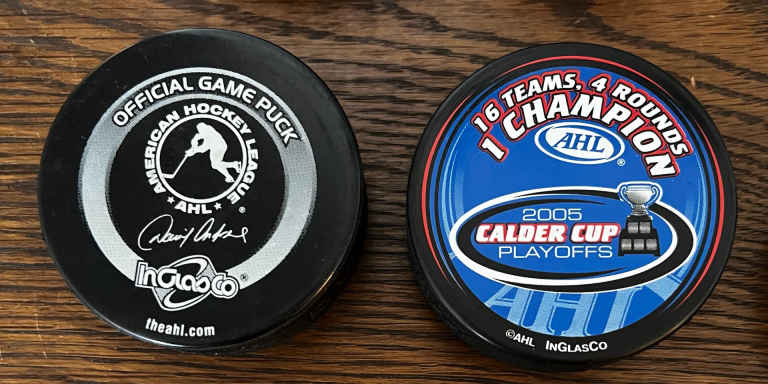 OFFICIAL GAME PUCK
AMERICAN HOCKEY LEAGUE
AHL
®
INGLASCO®
theahl.com
16 TEAMS, 4 ROUNDS
1 CHAMPION
AHL®
2005
CALDER CUP
PLAYOFFS
AHL
©AHL INGLASCO